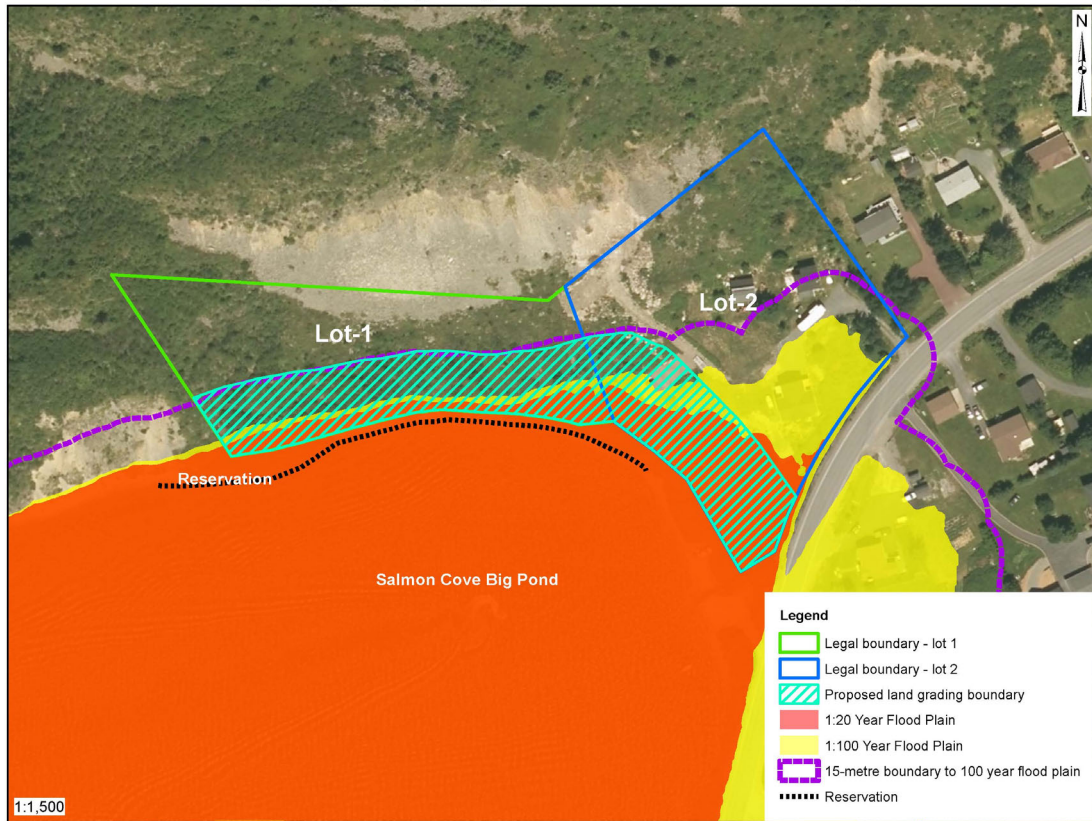 N
Lot-2
Lot-1
Reservation
Salmon Cove Big Pond
Legend
Legal boundary - lot 1
Legal boundary - lot 2
Proposed land grading boundary
1:20 Year Flood Plain
1:100 Year Flood Plain
15-metre boundary to 100 year flood plain
Reservation
1:1,500